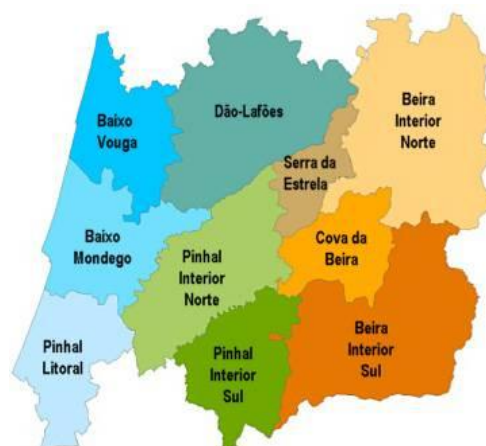 Baixo
Vouga
Dão-Lafões
Beira
Interior
Norte
Serra da
Estrela
Baixo
Mondego
Pinhal
Interior
Norte
Cova da
Beira
Pinhal
Litoral
Pinhal
Interior
Sul
Beira
Interior
Sul